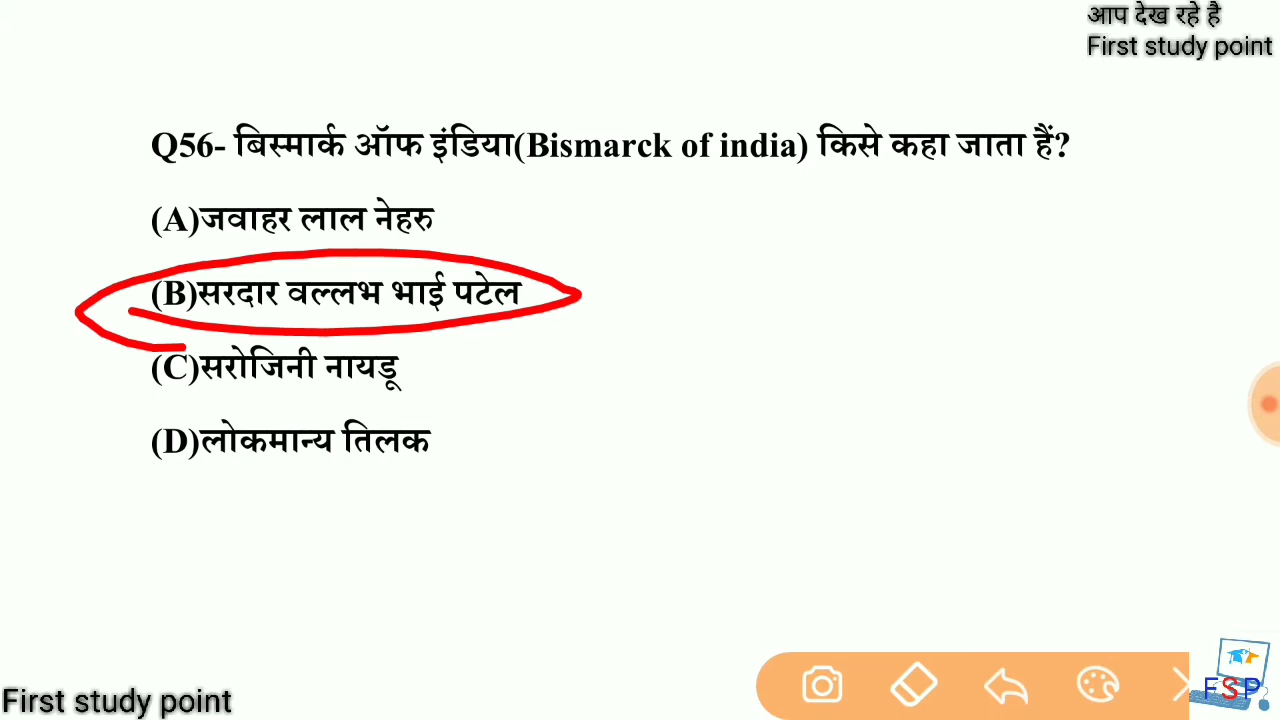 आप देख रहे है
First study point
Q56- बिस्मार्क ऑफ इंडिया(Bismarck of india) किसे कहा जाता हैं?
(A)जवाहर लाल नेहरु
(B)सरदार वल्लभ भाई पटेल
(C)सरोजिनी नायडू
(D)लोकमान्य तिलक
First study point
FSP